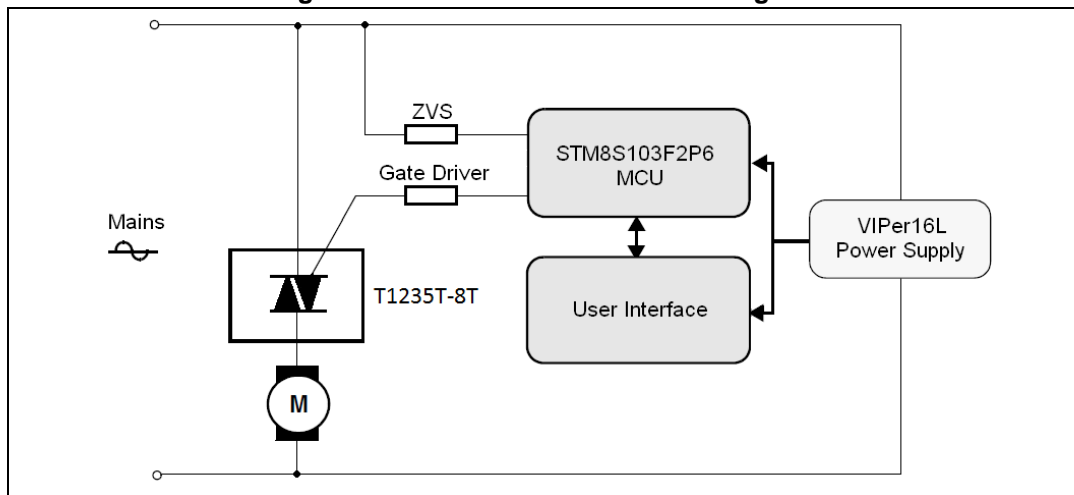 ZVS
STM8S103F2P6
MCU
Gate Driver
Mains
VIPer16L
Power Supply
T1235T-8T
User Interface
M